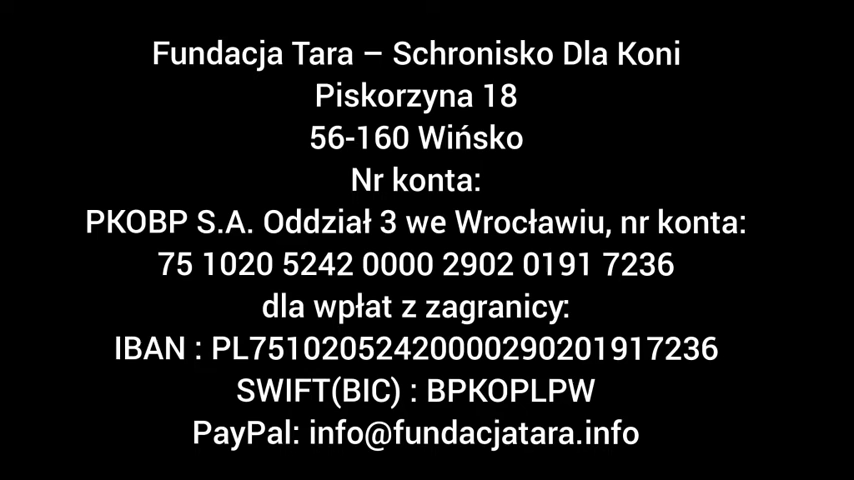 Fundacja Tara – Schronisko Dla Koni
Piskorzyna 18
56-160 Wińsko
Nr konta:
PKOBP S.A. Oddział 3 we Wrocławiu, nr konta:
75 1020 5242 0000 2902 0191 7236
dla wpłat z zagranicy:
IBAN : PL75102052420000290201917236
SWIFT(BIC) : BPKOPLPW
PayPal: info@fundacjatara.info